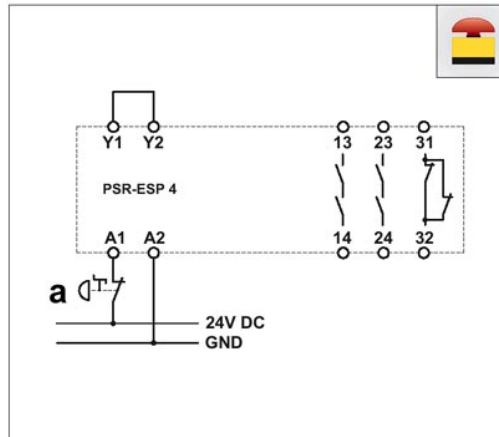 Y1 Y2 13 23 31
PSR-ESP 4
A1 A2 14 24 32
a
24V DC
GND